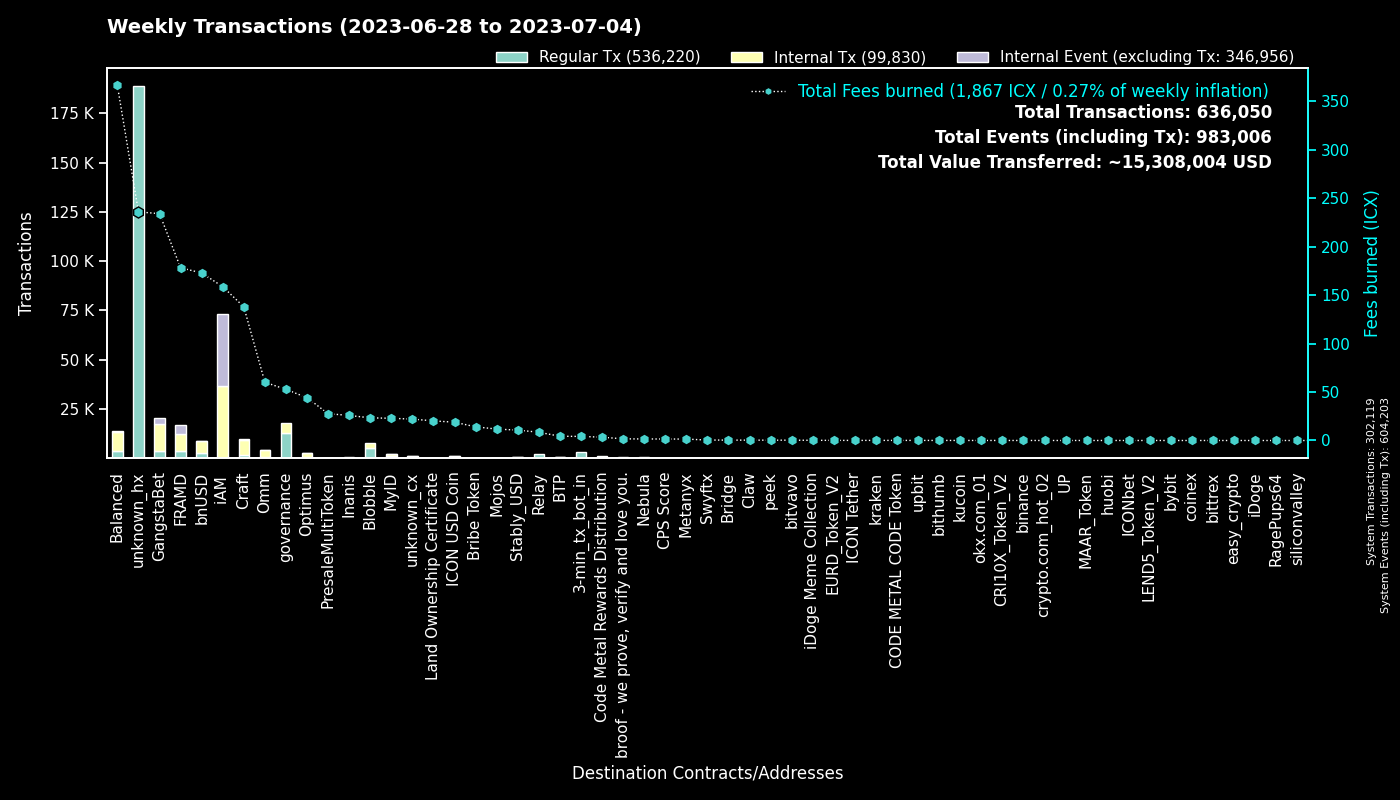 Weekly Transactions (2023-06-28 to 2023-07-04)
Regular Tx (536,220)
Internal Tx (99,830)
Internal Event (excluding Tx: 346,956)
Total Fees burned (1,867 ICX / 0.27% of weekly inflation)
Total Transactions: 636,050
Total Events (including Tx): 983,006
Total Value Transferred: ~15,308,004 USD
Transactions
175 K
150 K
125 K
100 K
75 K
50 K
25 K
350
300
250
200
150
100
50
0
Fees burned (ICX)
System Transactions: 302,119
System Events (including Tx): 604,203
Balanced
unknown_hx
GangstaBet
FRAMD
bnUSD
iAM
Craft
Omm
governance
Optimus
PresaleMultiToken
Inanis
Blobble
MyID
unknown_cx
Land Ownership Certificate
ICON USD Coin
Bribe Token
Mojos
Stably_USD
Relay
BTP
3-min_tx_bot_in
Code Metal Rewards Distribution
broof - we prove, verify and love you.
Nebula
CPS Score
Metanyx
Swyftx
Bridge
Claw
peek
bitvavo
iDoge Meme Collection
EURD_Token_V2
ICON Tether
kraken
CODE METAL CODE Token
upbit
bithumb
kucoin
okx.com_01
CRI10X_Token_V2
binance
crypto.com_hot_02
UP
MAAR_Token
huobi
ICONbet
LEND5_Token_V2
bybit
coinex
bittrex
easy_crypto
iDoge
RagePups64
siliconvalley
Destination Contracts/Addresses